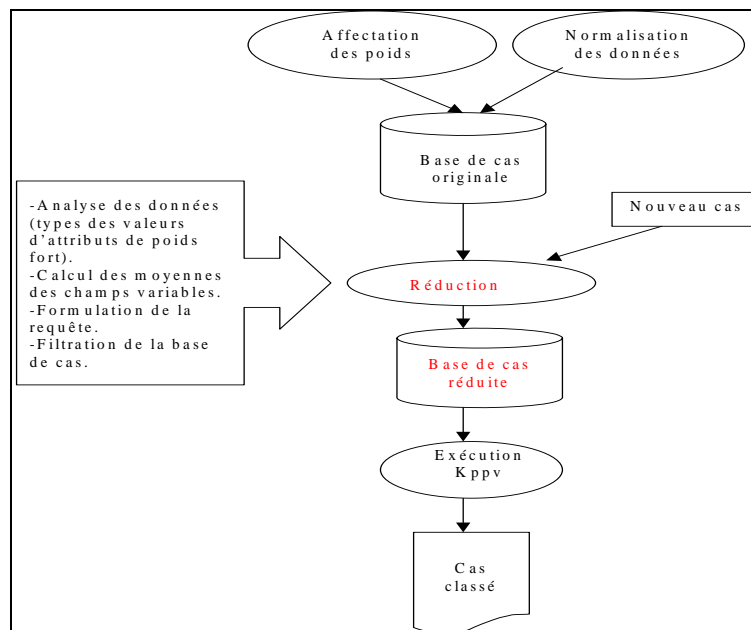 Affectation
des poids
Normalisation
des données
Base de cas
originale
-Analyse des données
(types des valeurs
d'attributs de poids
fort).
-Calcul des moyennes
des champs variables.
-Formulation de la
requête.
-Filtration de la base
de cas.
Nouveau cas
Réduction
Base de cas
réduite
Exécution
Kppv
Cas
classé